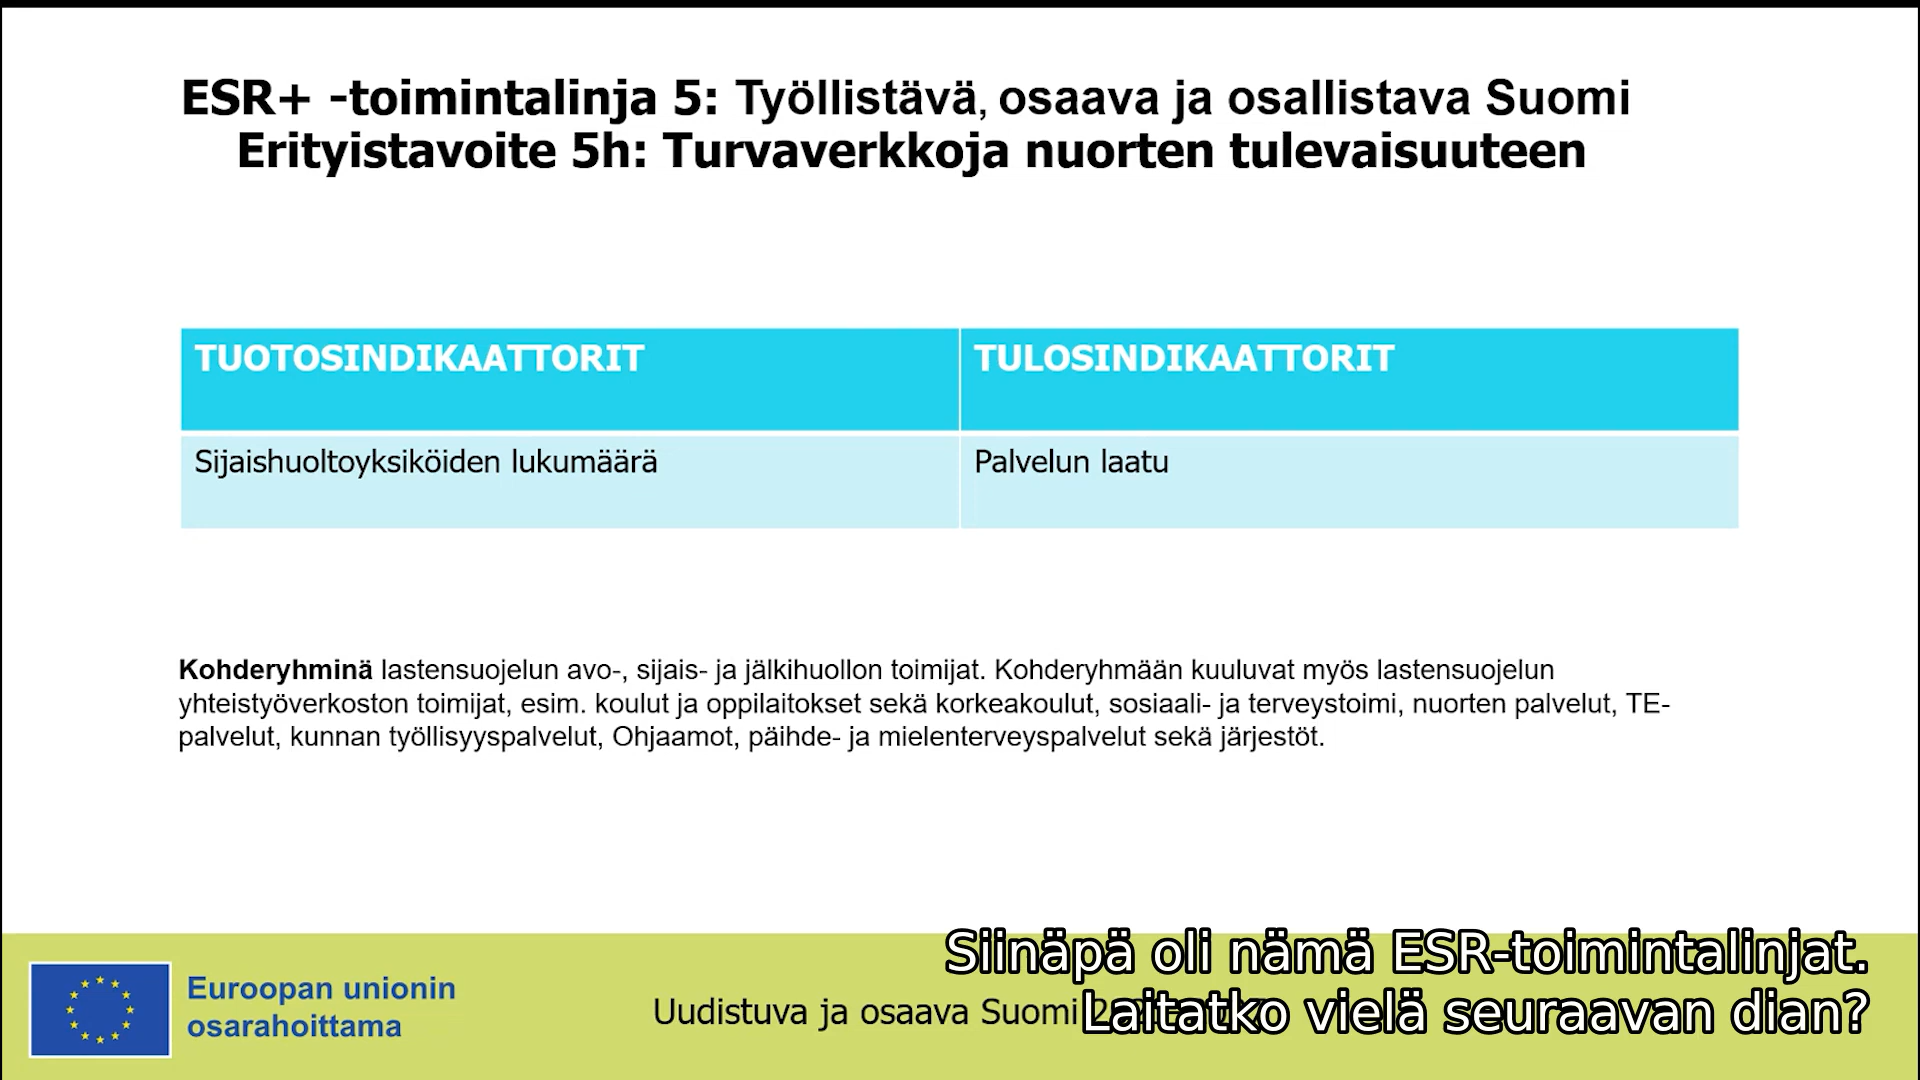 ESR+ -toimintalinja 5: Työllistävä, osaava ja osallistava Suomi
Erityistavoite 5h: Turvaverkkoja nuorten tulevaisuuteen
TUOTOSINDIKAATTORIT
TULOSINDIKAATTORIT
Sijaishuoltoyksiköiden lukumäärä
Palvelun laatu
Kohderyhminä lastensuojelun avo-, sijais- ja jälkihuollon toimijat. Kohderyhmään kuuluvat myös lastensuojelun
yhteistyöverkoston toimijat, esim. koulut ja oppilaitokset sekä korkeakoulut, sosiaali- ja terveystoimi, nuorten palvelut, TE-
palvelut, kunnan työllisyyspalvelut, Ohjaamot, päihde- ja mielenterveyspalvelut sekä järjestöt.
Euroopan unionin
osarahoittama
Uudistuva ja osaava Suomi
Siinäpä oli nämä ESR-toimintalinjat.
Laitatko vielä seuraavan dian?